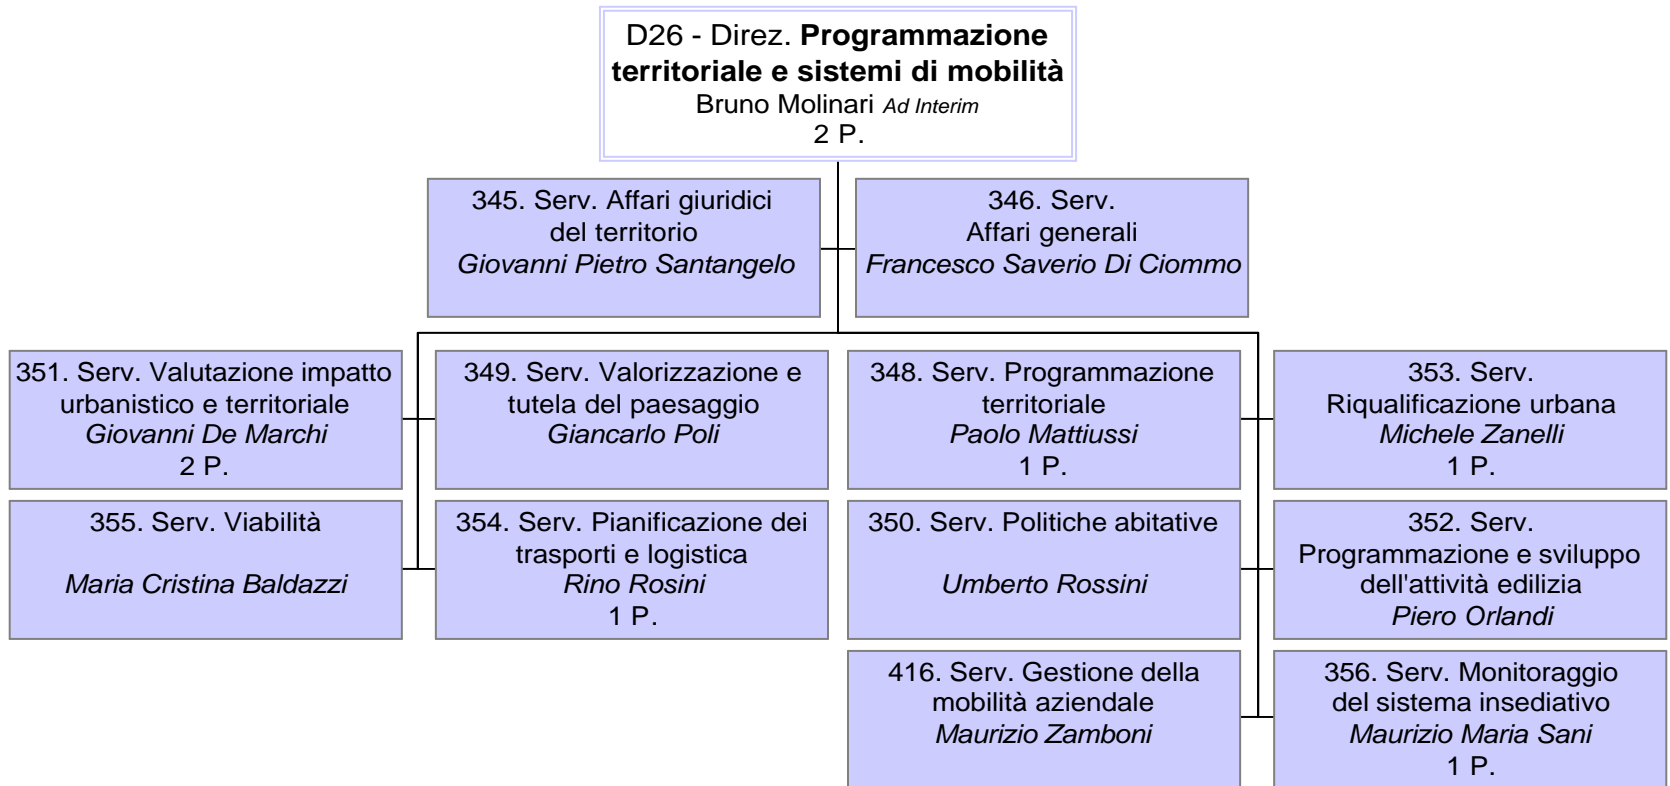 D26 - Direz. Programmazione
territoriale e sistemi di mobilità
Bruno Molinari Ad Interim
2 P.
345. Serv. Affari giuridici
del territorio
Giovanni Pietro Santangelo
346. Serv.
Affari generali
Francesco Saverio Di Ciommo
351. Serv. Valutazione impatto
urbanistico e territoriale
Giovanni De Marchi
2 P.
349. Serv. Valorizzazione e
tutela del paesaggio
Giancarlo Poli
348. Serv. Programmazione
territoriale
Paolo Mattiussi
1 P.
353. Serv.
Riqualificazione urbana
Michele Zanelli
1 P.
355. Serv. Viabilità
Maria Cristina Baldazzi
354. Serv. Pianificazione dei
trasporti e logistica
Rino Rosini
1 P.
350. Serv. Politiche abitative
Umberto Rossini
352. Serv.
Programmazione e sviluppo
dell'attività edilizia
Piero Orlandi
416. Serv. Gestione della
mobilità aziendale
Maurizio Zamboni
356. Serv. Monitoraggio
del sistema insediativo
Maurizio Maria Sani
1 P.